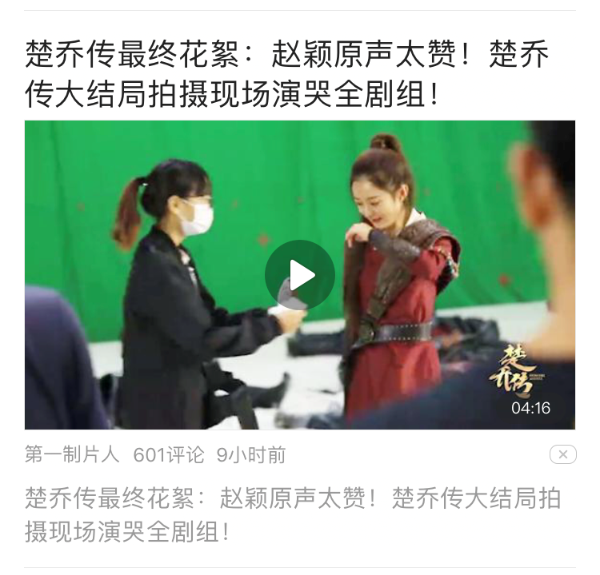 楚乔传最终花絮：赵颖原声太赞！楚乔
传大结局拍摄现场演哭全剧组！
楚乔传
04:16
第一制片人 601评论 9小时前
楚乔传最终花絮：赵颖原声太赞！楚乔传大结局拍
摄现场演哭全剧组！